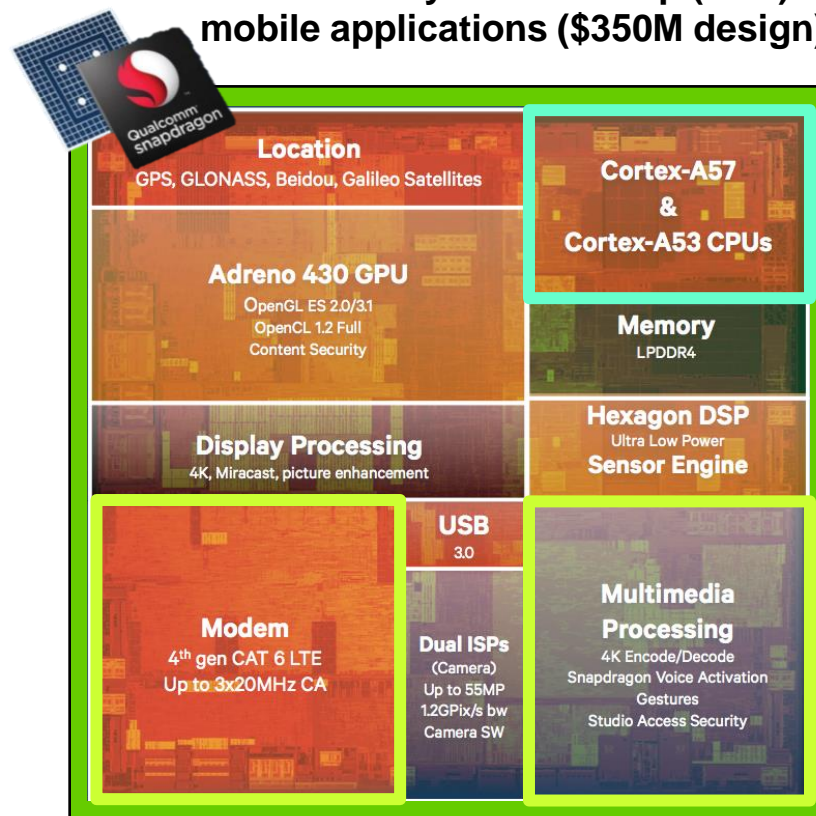 mobile applications ($350M design)
Qualcomm
snapdragon
Location
GPS, GLONASS, Beidou, Galileo Satellites
Cortex-A57
&
Cortex-A53 CPUs
Adreno 430 GPU
OpenGL ES 2.0/3.1
OpenCL 1.2 Full
Content Security
Memory
LPDDR4
Display Processing
4K, Miracast, picture enhancement
Hexagon DSP
Ultra Low Power
Sensor Engine
USB
3.0
Modem
4th gen CAT 6 LTE
Up to 3x20MHz CA
Dual ISPs
(Camera)
Up to 55MP
1.2GPix/s bw
Camera SW
Multimedia
Processing
4K Encode/Decode
Snapdragon Voice Activation
Gestures
Studio Access Security